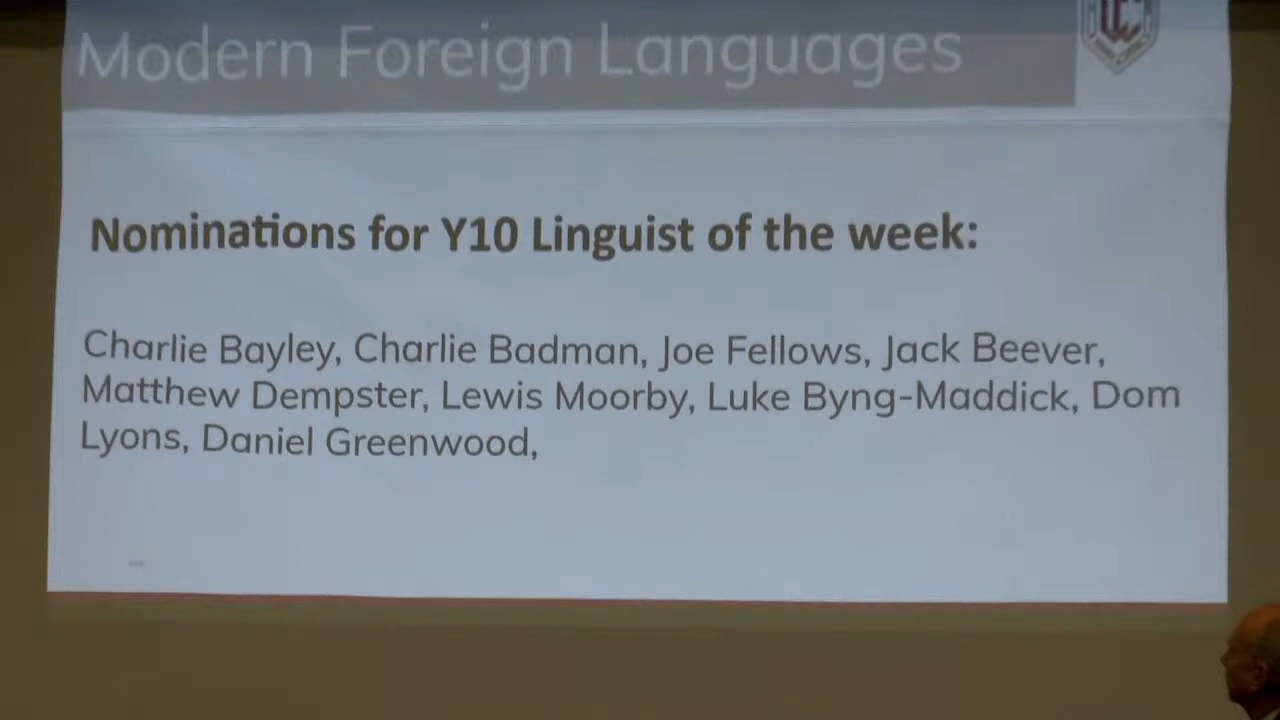 Modern Foreign Languages
Nominations for Y10 Linguist of the week:
Charlie Bayley, Charlie Badman, Joe Fellows, Jack Beever,
Matthew Dempster, Lewis Moorby, Luke Byng-Maddick, Dom
Lyons, Daniel Greenwood,